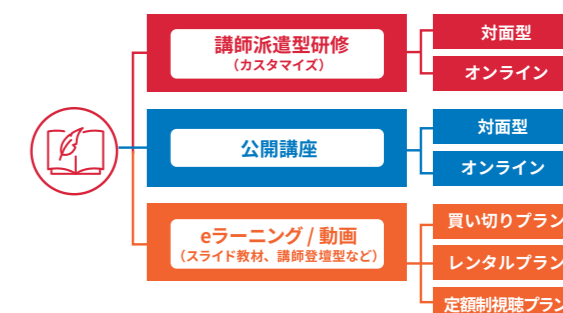 講師派遣型研修
（カスタマイズ）
対面型
オンライン
公開講座
対面型
オンライン
eラーニング / 動画
（スライド教材、講師登壇型など）
買い切りプラン
レンタルプラン
定額制視聴プラン